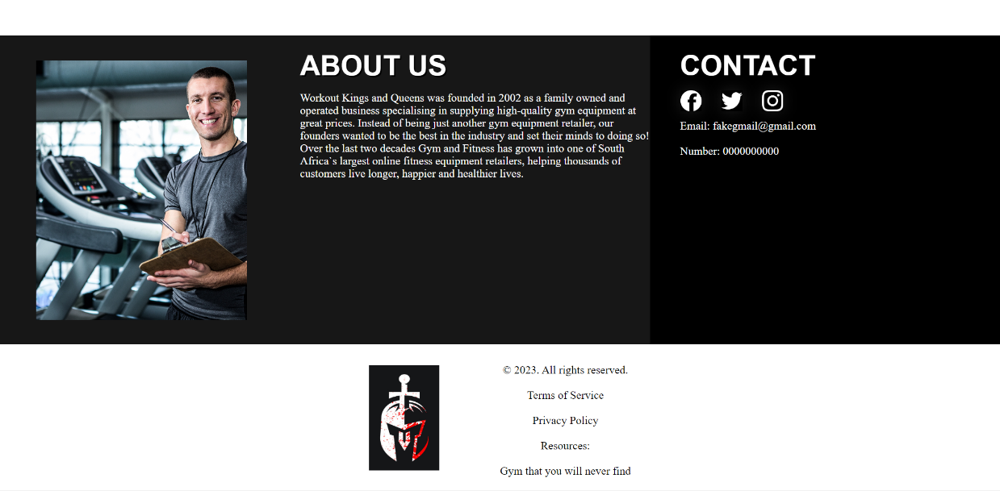 ABOUT US
Workout Kings and Queens was founded in 2002 as a family owned and
operated business specialising in supplying high-quality gym equipment at
great prices. Instead of being just another gym equipment retailer, our
founders wanted to be the best in the industry and set their minds to doing so!
Over the last two decades Gym and Fitness has grown into one of South
Africa`s largest online fitness equipment retailers, helping thousands of
customers live longer, happier and healthier lives.
CONTACT
Email: fakegmail@gmail.com
Number: 0000000000
© 2023. All rights reserved.
Terms of Service
Privacy Policy
Resources:
Gym that you will never find